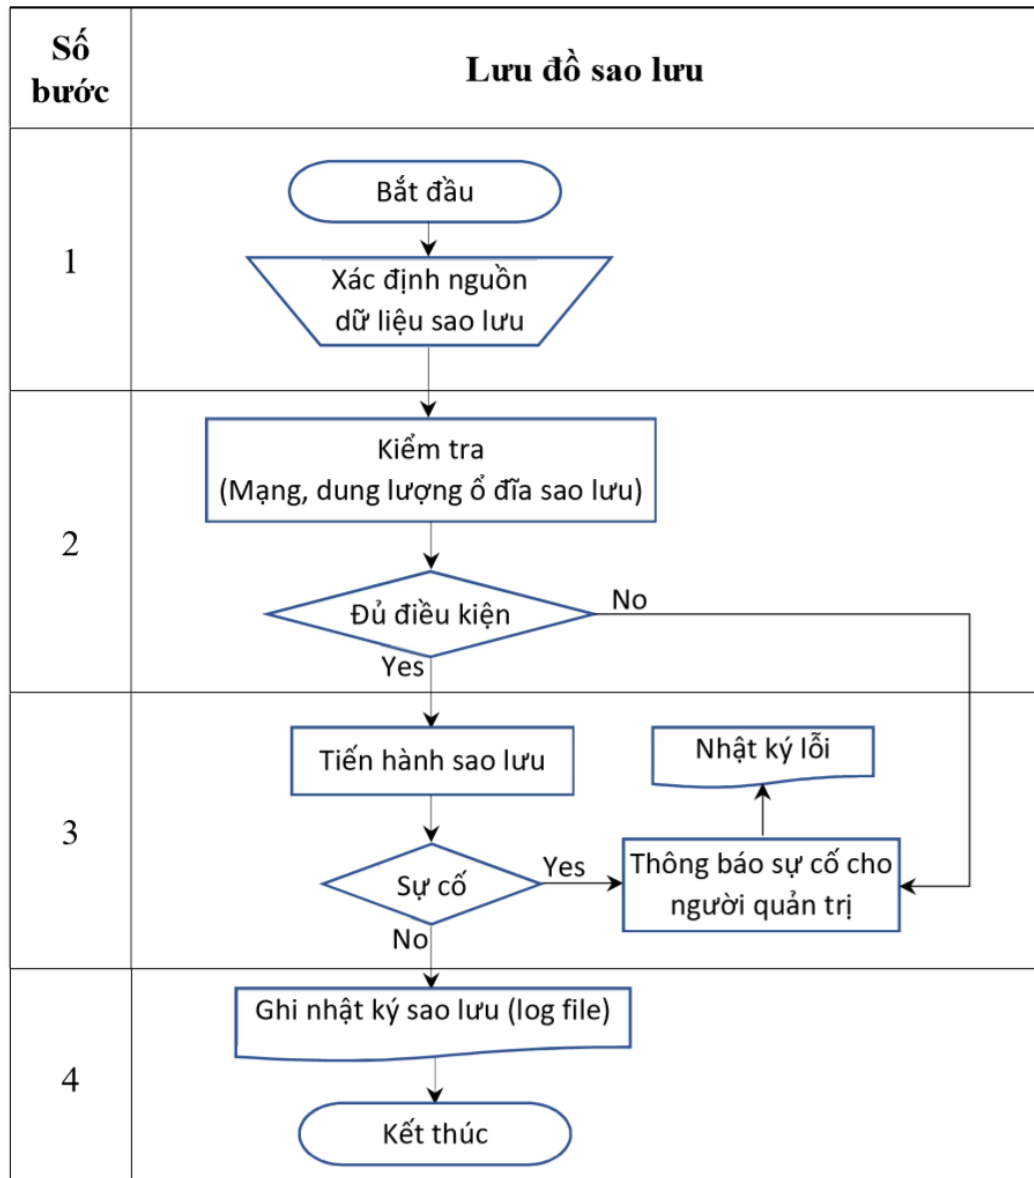 Số
bước
Lưu đồ sao lưu
1
Bắt đầu
Xác định nguồn
dữ liệu sao lưu
2
Kiểm tra
(Mạng, dung lượng ổ đĩa sao lưu)
Đủ điều kiện
No
Yes
3
Tiến hành sao lưu
Nhật ký lỗi
Sự cố
Yes
Thông báo sự cố cho
người quản trị
No
4
Ghi nhật ký sao lưu (log file)
Kết thúc